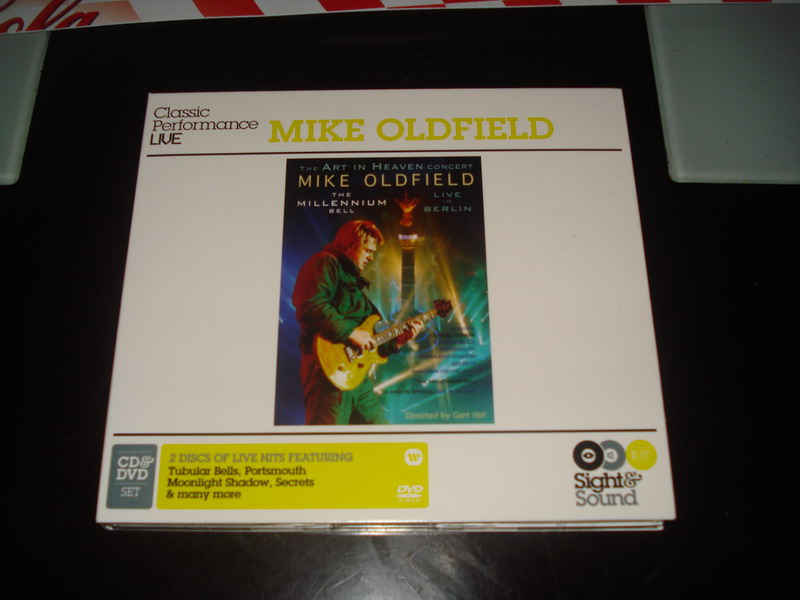 ola
Classic
Performance
LIVE
MIKE OLDFIELD
THE ART IN HEAVEN CONCERT
MIKE OLDFIELD
THE
MILLENNIUM
BELL
LIVE
IN
BERLIN
Directed by Gert Hof
CD&
DVD
SET
2 DISCS OF LIVE HITS FEATURING
Tubular Bells, Portsmouth
Moonlight Shadow, Secrets
& many more
DVD
VIDEO
Sight&
Sound